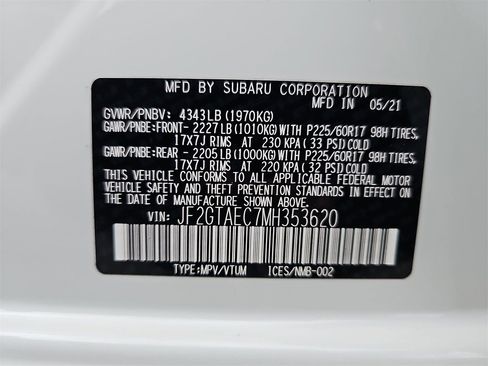 MFD BY SUBARU CORPORATION
MFD IN 05/21
GVWR/PNBV: 4343LB (1970KG)
GAWR/PNBE:FRONT- 2227LB (1010KG) WITH P225/60R17 98H TIRES,
17X7J RIMS AT 230 KPA (33 PSI) COLD
GAWR/PNBE:REAR - 2205LB (1000KG) WITH P225/60R17 98H TIRES,
17X7J RIMS AT 220 KPA (32 PSI) COLD
THIS VEHICLE CONFORMS TO ALL APPLICABLE FEDERAL MOTOR
VEHICLE SAFETY AND BUMPER STANDARDS IN EFFECT ON THE
DATE OF MANUFACTURE SHOWN ABOVE.
VIN: JF2GTAEC7MH353620
TYPE:MPV/VTUM ICES/NMB-002